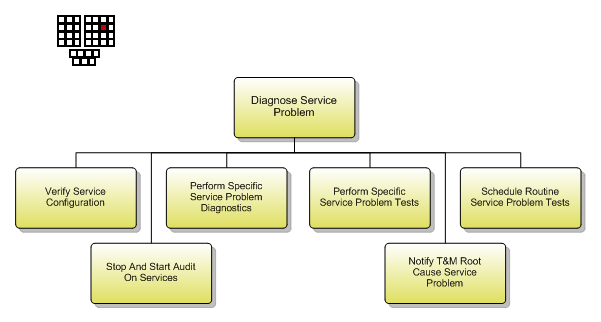 Diagnose Service
Problem
Verify Service
Configuration
Perform Specific
Service Problem
Diagnostics
Perform Specific
Service Problem Tests
Schedule Routine
Service Problem Tests
Stop And Start Audit
On Services
Notify T&M Root
Cause Service
Problem